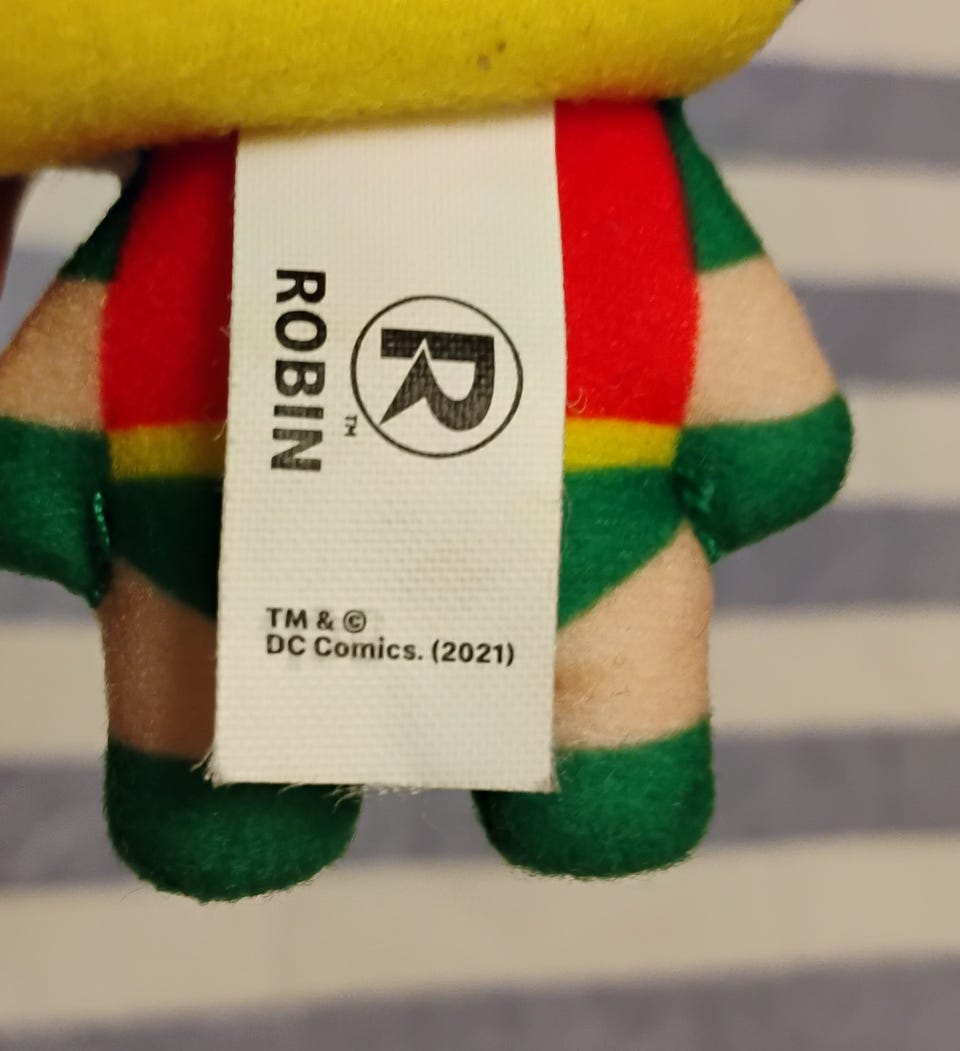 R
ROBIN
TM
TM & ©
DC Comics. (2021)